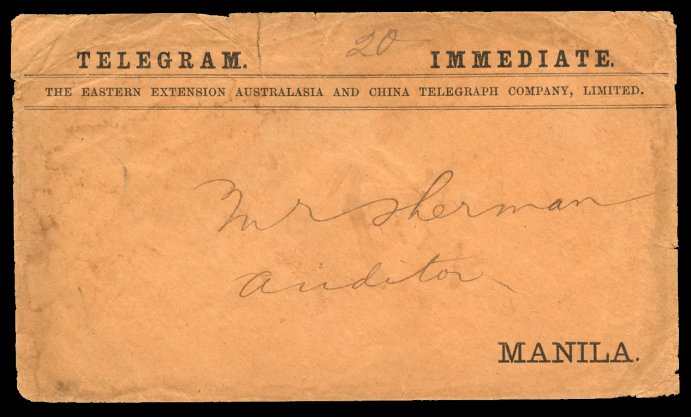 TELEGRAM. 20 IMMEDIATE.
THE EASTERN EXTENSION AUSTRALASIA AND CHINA TELEGRAPH COMPANY, LIMITED.
Mr Sherman
Auditor
MANILA.